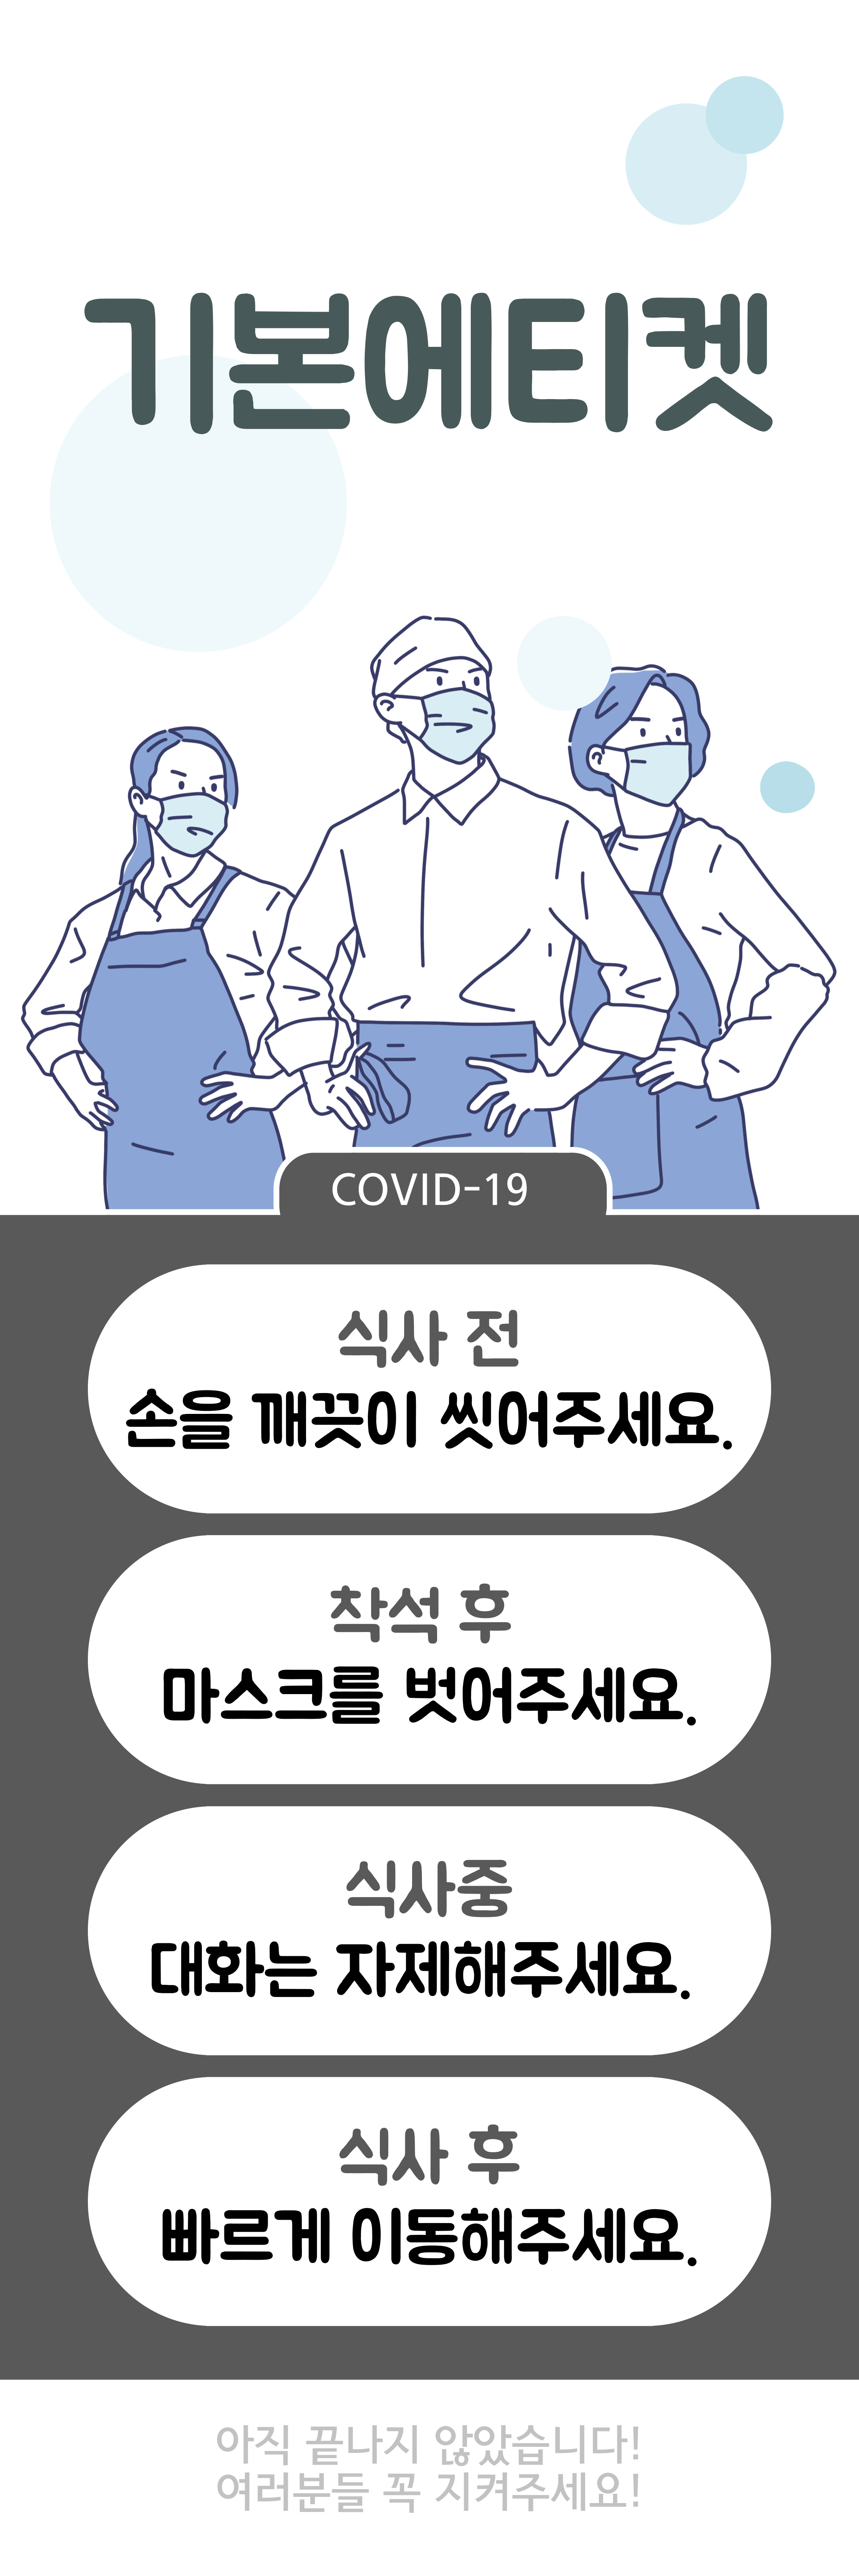 기본에티켓
COVID-19
식사 전
손을 깨끗이 씻어주세요.
착석 후
마스크를 벗어주세요.
식사중
대화는 자제해주세요.
식사 후
빠르게 이동해주세요.
아직 끝나지 않았습니다!
여러분들 꼭 지켜주세요!